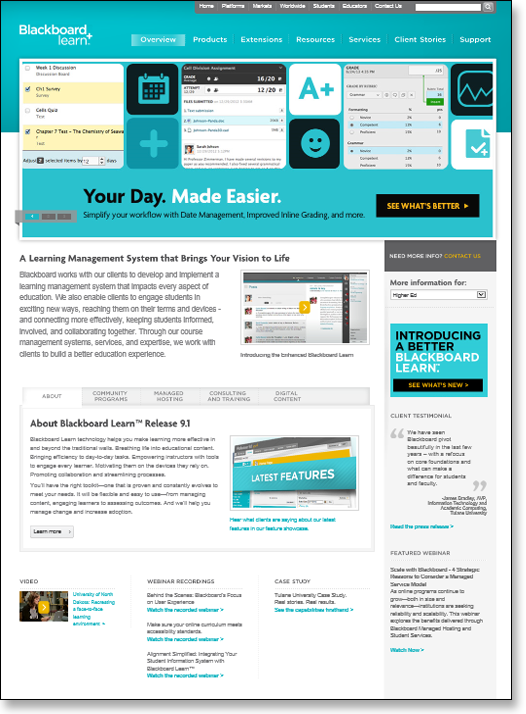 Home Platforms Markets Worldwide Students Educators Contact Us
Blackboard
learn+
Overview Products Extensions Resources Services Client Stories Support
Week 1 Discussion
Discussion Board
Ch1 Survey
Survey
Cells Quiz
Test
Chapter 7 Test - The Chemistry of Seawa
Test
Adjust 2 selected items by 12 days
Cell Division Assignment
GRADE
16/20
ATTEMPT
12/20
A+
GRADE
GRADE BY RUBRIC
Grammar
Formatting
Novice
Competent
Proficient
Grammar
Novice
Competent
Proficient
Your Day. Made Easier.
Simplify your workflow with Date Management, Improved Inline Grading, and more.
SEE WHAT'S BETTER
A Learning Management System that Brings Your Vision to Life
Blackboard works with our clients to develop and implement a
learning management system that impacts every aspect of
education. We also enable clients to engage students in
exciting new ways, reaching them on their terms and devices -
and connecting more effectively, keeping students informed,
involved, and collaborating together. Through our course
management systems, services, and expertise, we work with
clients to build a better education experience.
Introducing the Enhanced Blackboard Learn
NEED MORE INFO? CONTACT US
More information for:
Higher Ed
INTRODUCING
A BETTER
BLACKBOARD
LEARN™
SEE WHAT'S NEW >
ABOUT
COMMUNITY
PROGRAMS
MANAGED
HOSTING
CONSULTING
AND TRAINING
DIGITAL
CONTENT
About Blackboard Learn™ Release 9.1
Blackboard Learn technology helps you make learning more effective in
and beyond the traditional walls. Breathing life into educational content.
Bringing efficiency to day-to-day tasks. Empowering instructors with tools
to engage every learner. Motivating them on the devices they rely on.
Promoting collaboration and streamlining processes.
You'll have the right toolkit—one that is proven and constantly evolves to
meet your needs. It will be flexible and easy to use—from managing
content, engaging learners to assessing outcomes. And we'll help you
manage change and increase adoption.
Learn more
LATEST FEATURES
Hear what clients are saying about our latest
features in our feature showcase.
CLIENT TESTIMONIAL
“ We have seen
Blackboard pivot
beautifully in the last few
years – with a refocus
on core foundations and
what can make a
difference for students
and faculty. ”
-James Bradley, AVP,
Information Technology and
Academic Computing,
Tulane University
Read the press release >
FEATURED WEBINAR
Scale with Blackboard - 4 Strategic
Reasons to Consider a Managed
Service Model
As online programs continue to
grow—both in size and
relevance—institutions are seeking
reliability and scalability. This webinar
explores the benefits delivered through
Blackboard Managed Hosting and
Student Services.
Watch Now >
VIDEO
University of North
Dakota: Recreating
a face-to-face
learning
environment >
WEBINAR RECORDINGS
Behind the Scenes: Blackboard's Focus
on User Experience
Watch the recorded webinar >
Make sure your online curriculum meets
accessibility standards.
Watch the recorded webinar >
Alignment Simplified: Integrating Your
Student Information System with
Blackboard Learn™
Watch the recorded webinar >
CASE STUDY
Tulane University Case Study.
Real stories. Real results.
See the capabilities firsthand >